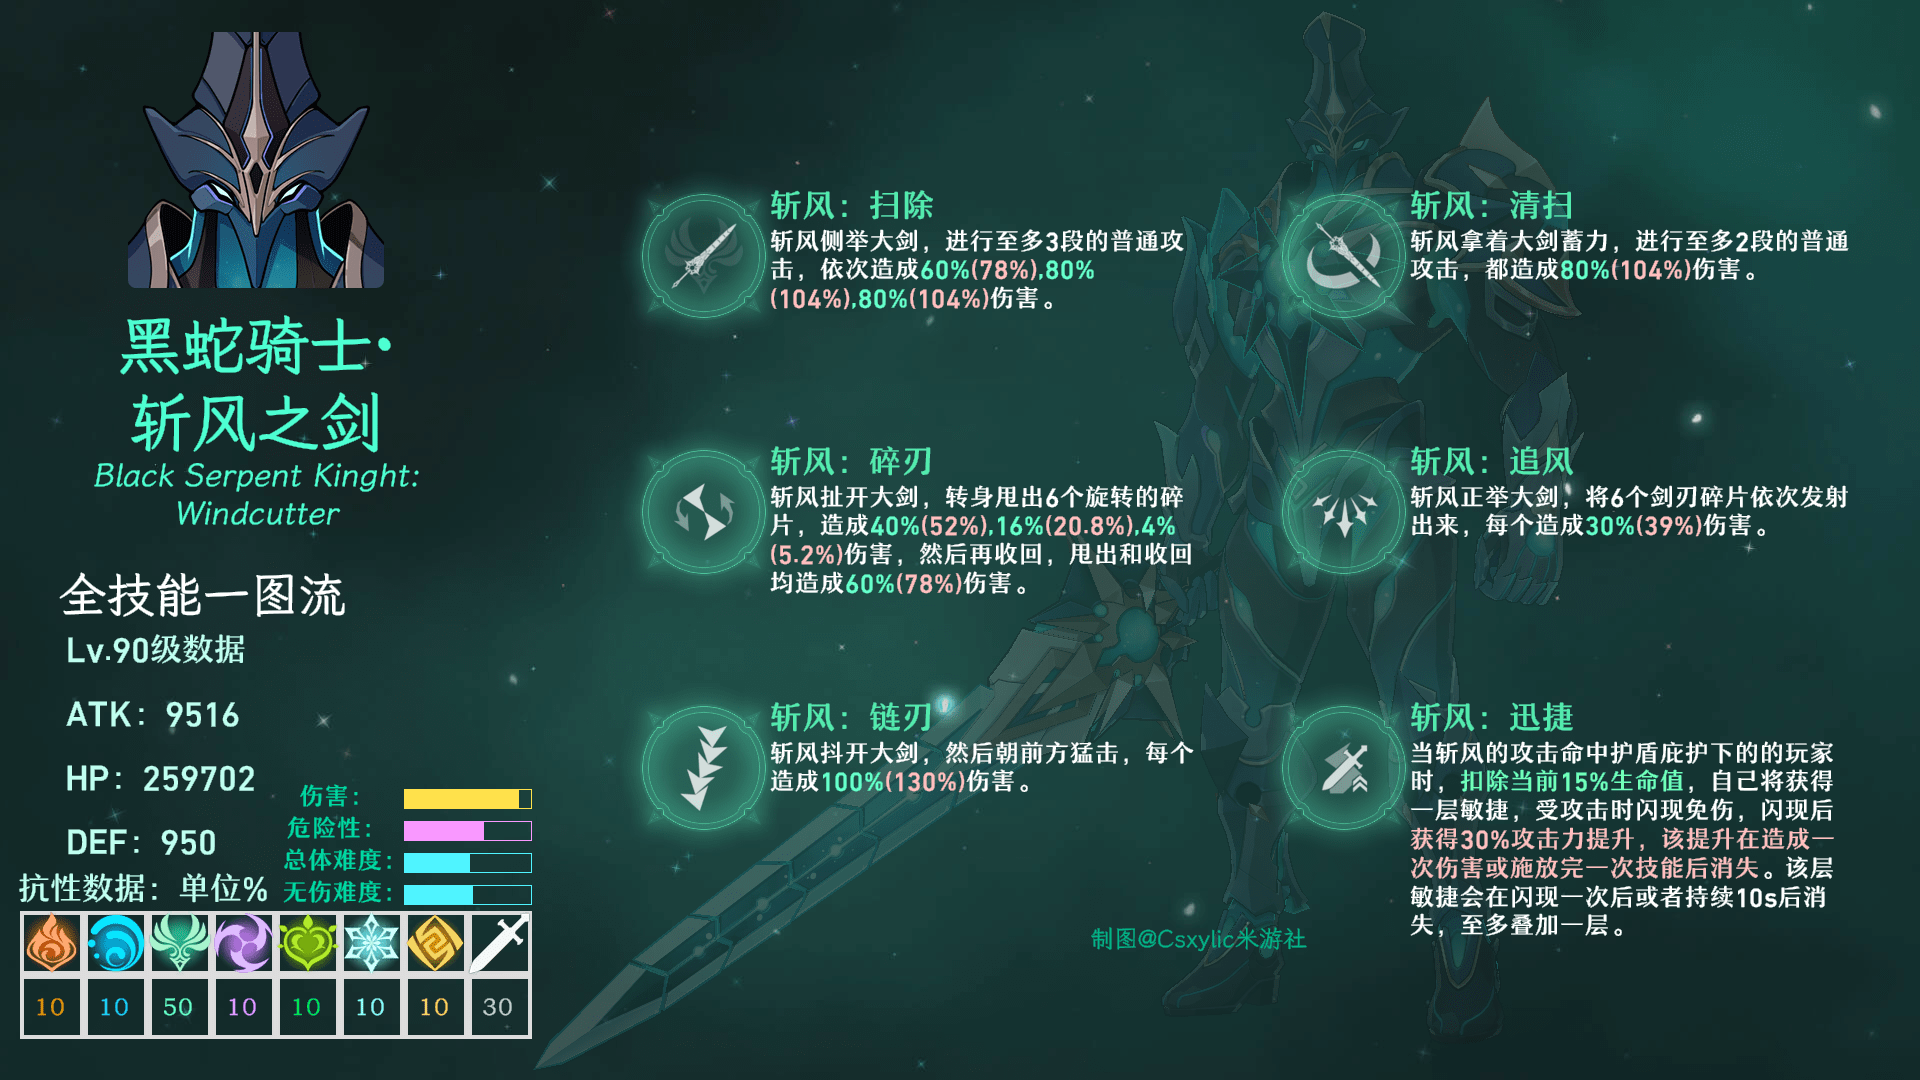 黑蛇骑士·
斩风之剑
Black Serpent Kinght:
Windcutter
全技能一图流
Lv.90级数据
ATK：9516
HP：259702
DEF：950
伤害：
危险性：
总体难度：
无伤难度：
抗性数据：单位%
10 10 50 10 10 10 10 30
斩风：扫除
斩风侧举大剑，进行至多3段的普通攻
击，依次造成60%(78%),80%
(104%),80%(104%)伤害。
斩风：清扫
斩风拿着大剑蓄力，进行至多2段的普通
攻击，都造成80%(104%)伤害。
斩风：碎刃
斩风扯开大剑，转身甩出6个旋转的碎
片，造成40%(52%),16%(20.8%),4%
(5.2%)伤害，然后再收回，甩出和收回
均造成60%(78%)伤害。
斩风：追风
斩风正举大剑，将6个剑刃碎片依次发射
出来，每个造成30%(39%)伤害。
斩风：链刃
斩风抖开大剑，然后朝前方猛击，每个
造成100%(130%)伤害。
斩风：迅捷
当斩风的攻击命中护盾庇护下的的玩家
时，扣除当前15%生命值，自己将获得
一层敏捷，受攻击时闪现免伤，闪现后
获得30%攻击力提升，该提升在造成一
次伤害或施放完一次技能后消失。该层
敏捷会在闪现一次后或者持续10s后消
失，至多叠加一层。
制图@Csxylic米游社